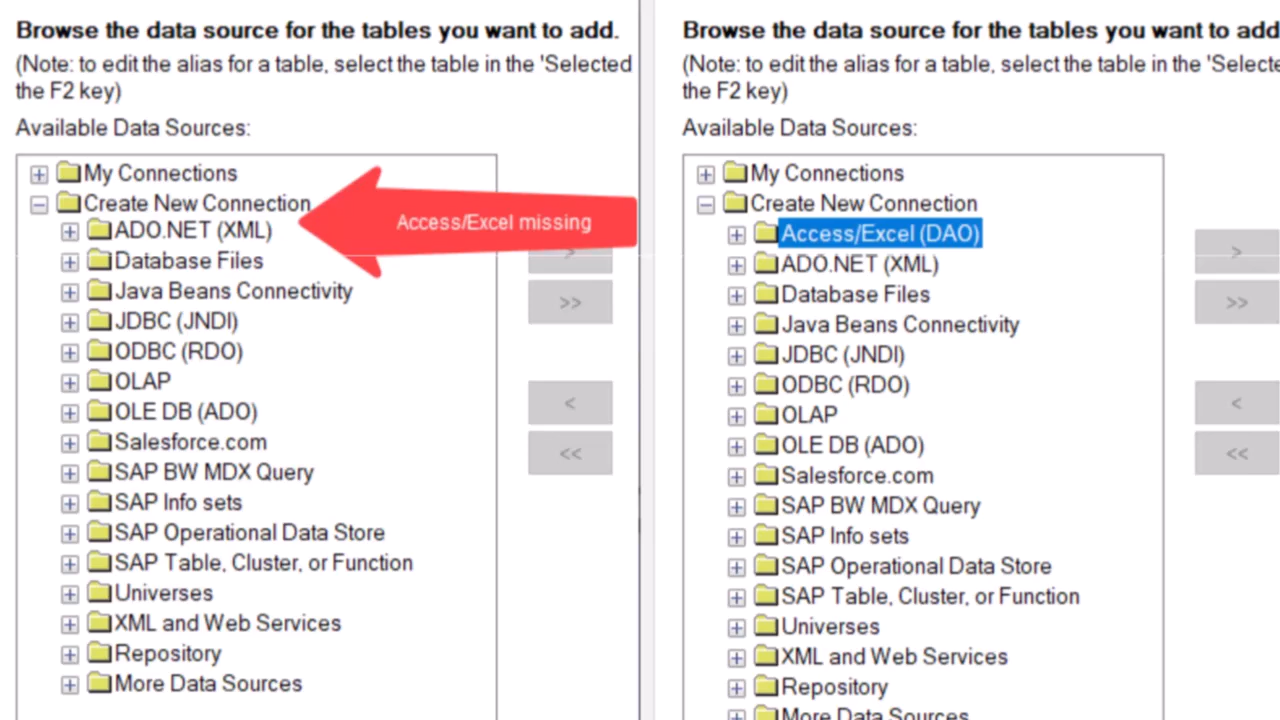 Browse the data source for the tables you want to add.
(Note: to edit the alias for a table, select the table in the 'Selected
the F2 key)
Available Data Sources:
My Connections
Create New Connection
ADO.NET (XML)
Database Files
Java Beans Connectivity
JDBC (JNDI)
ODBC (RDO)
OLAP
OLE DB (ADO)
Salesforce.com
SAP BW MDX Query
SAP Info sets
SAP Operational Data Store
SAP Table, Cluster, or Function
Universes
XML and Web Services
Repository
More Data Sources
Access/Excel missing
>
>>
<
<<
Browse the data source for the tables you want to add
(Note: to edit the alias for a table, select the table in the 'Selecte
the F2 key)
Available Data Sources:
My Connections
Create New Connection
Access/Excel (DAO)
ADO.NET (XML)
Database Files
Java Beans Connectivity
JDBC (JNDI)
ODBC (RDO)
OLAP
OLE DB (ADO)
Salesforce.com
SAP BW MDX Query
SAP Info sets
SAP Operational Data Store
SAP Table, Cluster, or Function
Universes
XML and Web Services
Repository
More Data Sources
>
>>
<
<<